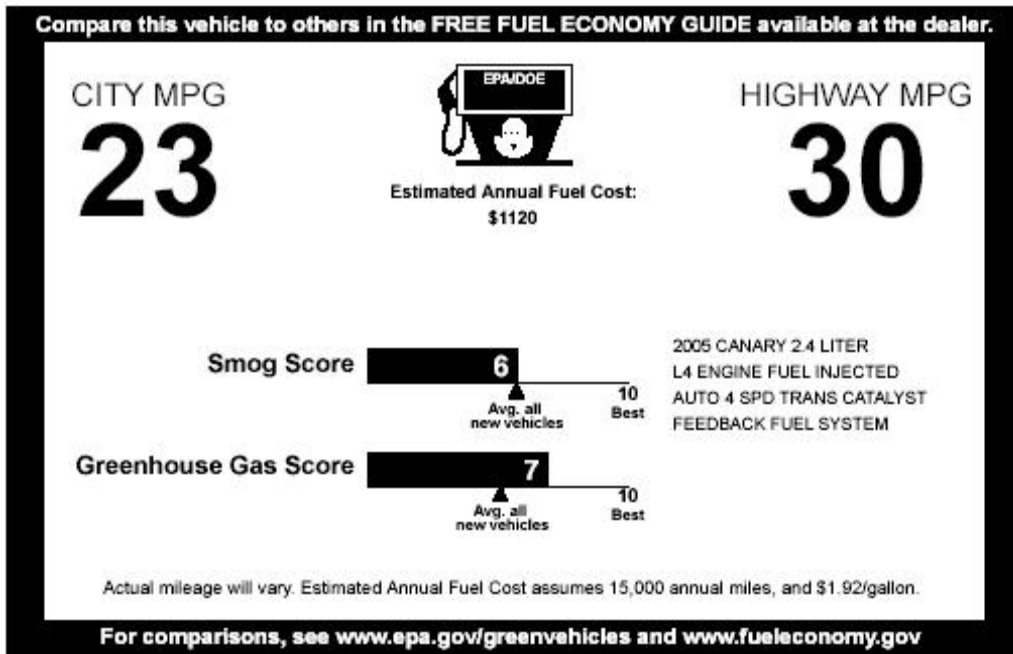 Compare this vehicle to others in the FREE FUEL ECONOMY GUIDE available at the dealer.
CITY MPG
23
EPA/DOE
Estimated Annual Fuel Cost:
$1120
HIGHWAY MPG
30
Smog Score
6
Avg. all
new vehicles
10
Best
2005 CANARY 2.4 LITER
L4 ENGINE FUEL INJECTED
AUTO 4 SPD TRANS CATALYST
FEEDBACK FUEL SYSTEM
Greenhouse Gas Score
7
Avg. all
new vehicles
10
Best
Actual mileage will vary. Estimated Annual Fuel Cost assumes 15,000 annual miles, and $1.92/gallon.
For comparisons, see www.epa.gov/greenvehicles and www.fueleconomy.gov